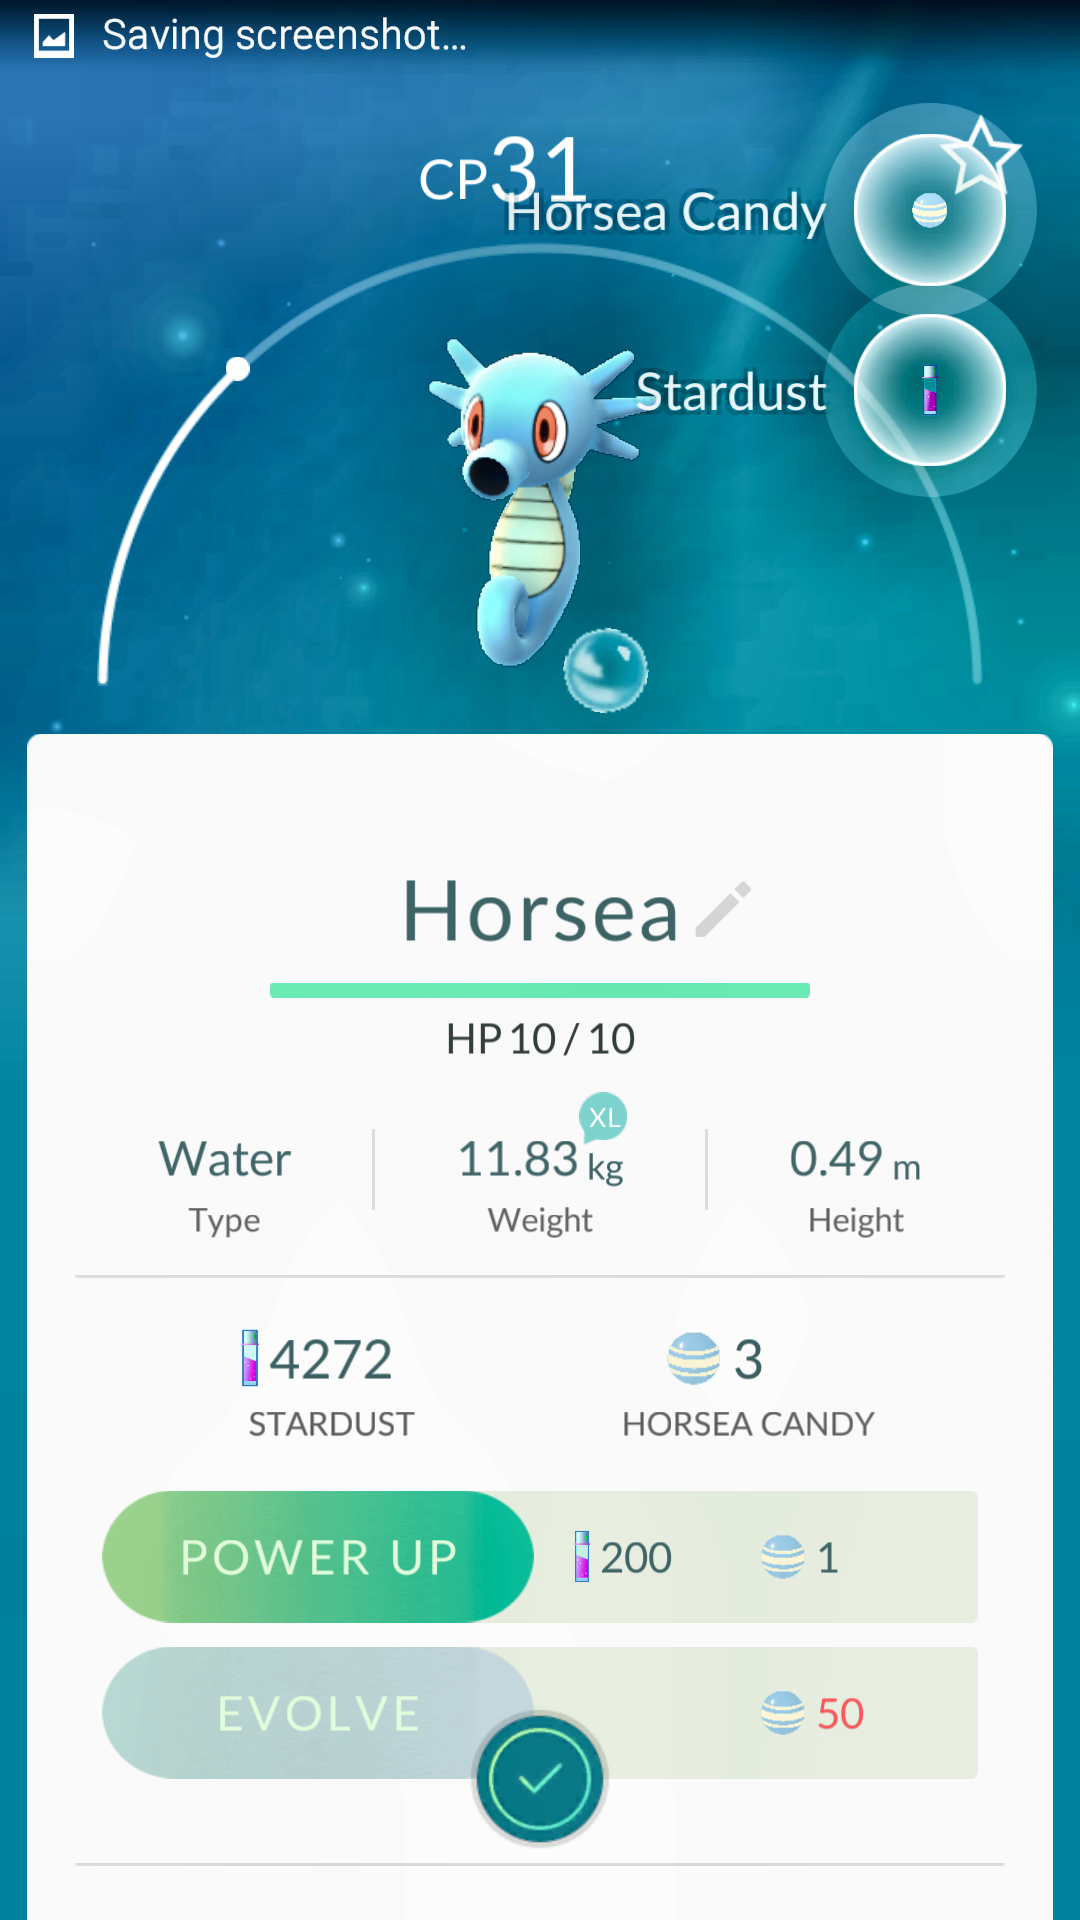 Saving screenshot...
CP31
Horsea Candy
Stardust
Horsea
HP 10 / 10
XL
Water
11.83 kg
0.49 m
Type
Weight
Height
4272
3
STARDUST
HORSEA CANDY
POWER UP
200
1
EVOLVE
50